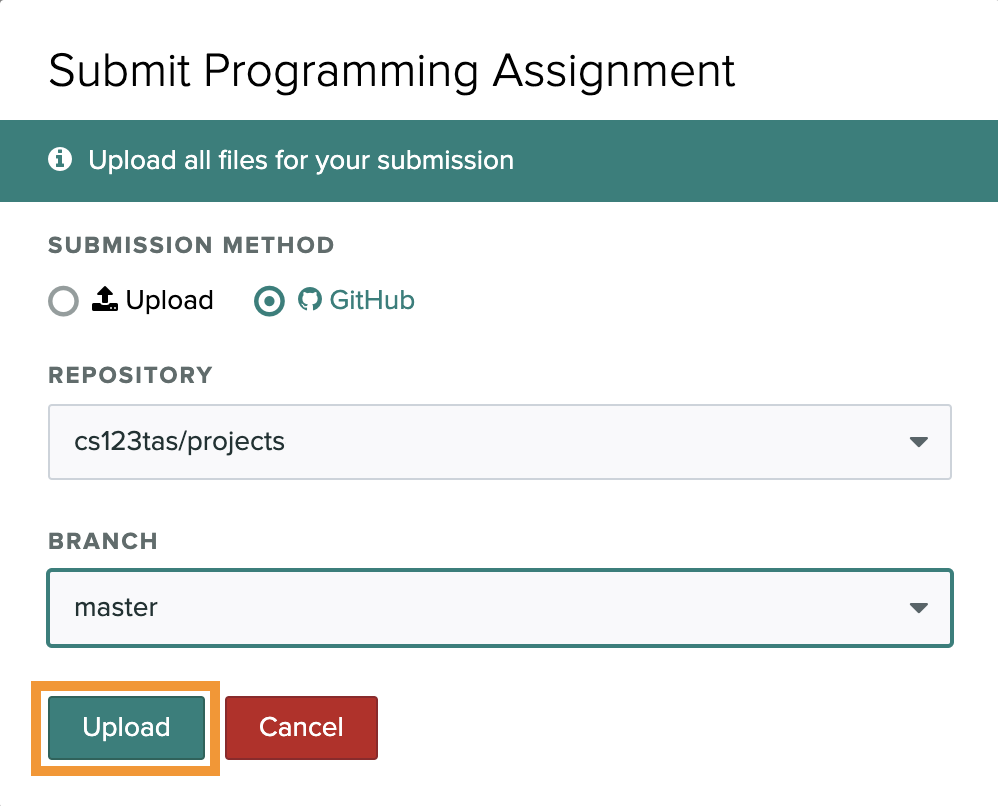 Submit Programming Assignment
Upload all files for your submission
SUBMISSION METHOD
Upload GitHub
REPOSITORY
cs123tas/projects
BRANCH
master
Upload Cancel